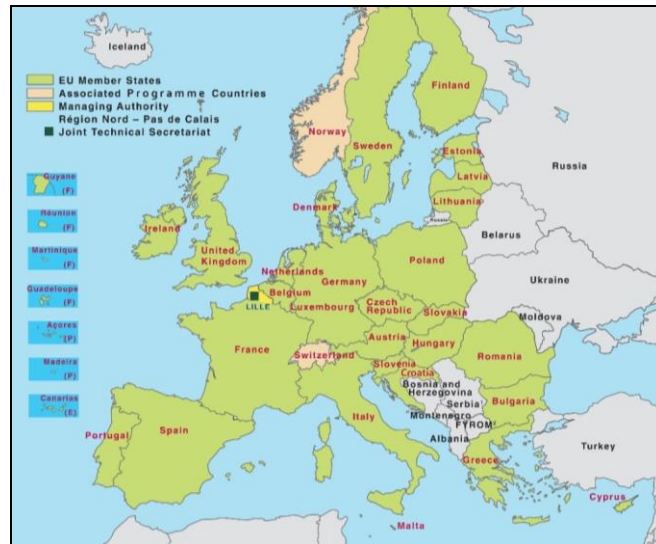 Iceland
EU Member States
Associated Programme Countries
Managing Authority
Région Nord – Pas de Calais
Joint Technical Secretariat
Finland
Norway
Sweden
Russia
Estonia
Latvia
Lithuania
Russia
Guyane
(F)
Réunion
(F)
Martinique
(F)
Guadeloupe
(F)
Açores
(P)
Madeira
(P)
Canarias
(E)
Denmark
Ireland
United
Kingdom
Belarus
Netherlands
Poland
Germany
Belgium
LILLE
Luxembourg
Czech
Republic
Ukraine
Slovakia
Moldova
France
Austria
Hungary
Switzerland
Romania
Slovenia
Croatia
Bosnia and
Herzegovina
Serbia
Bulgaria
Montenegro
FYROM
Albania
Italy
Portugal
Spain
Greece
Turkey
Cyprus
Malta